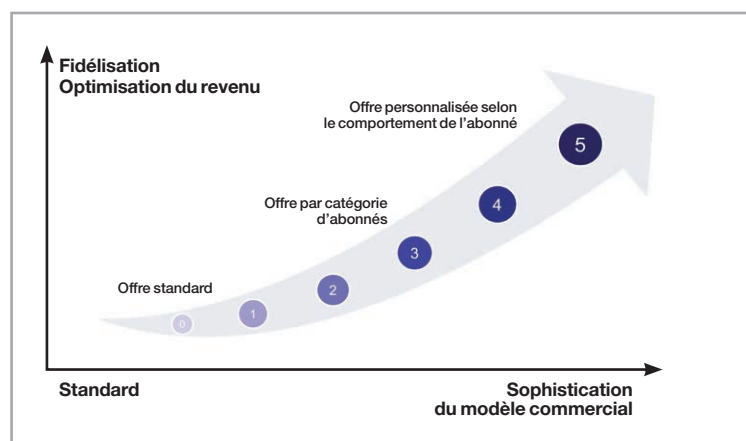 Fidélisation
Optimisation du revenu
Offre personnalisée selon
le comportement de l'abonné
5
Offre par catégorie
d'abonnés
4
3
Offre standard
2
1
0
Standard
Sophistication
du modèle commercial